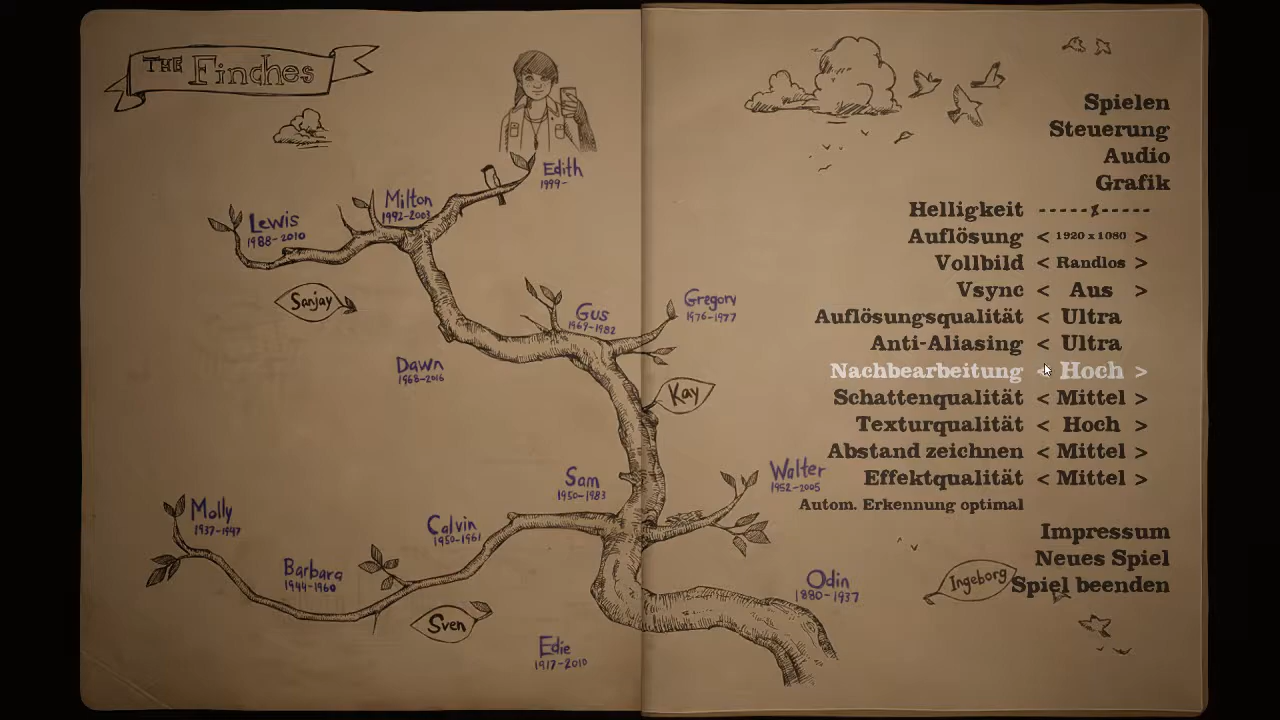 THE Finches
Edith
1999-
Milton
1992-2003
Lewis
1988-2010
Sanjay
Gregory
1976-1977
Gus
1969-1982
Dawn
1968-2016
Kay
Walter
1952-2005
Sam
1950-1983
Molly
1937-1947
Calvin
1950-1961
Barbara
1944-1960
Sven
Odin
1880-1937
Edie
1917-2010
Ingeborg
Spielen
Steuerung
Audio
Grafik
Helligkeit -----x-----
Auflösung < 1920 x 1080 >
Vollbild < Randlos >
Vsync < Aus >
Auflösungsqualität < Ultra
Anti-Aliasing < Ultra
Nachbearbeitung < Hoch >
Schattenqualität < Mittel >
Texturqualität < Hoch >
Abstand zeichnen < Mittel >
Effektqualität < Mittel >
Autom. Erkennung optimal
Impressum
Neues Spiel
Spiel beenden